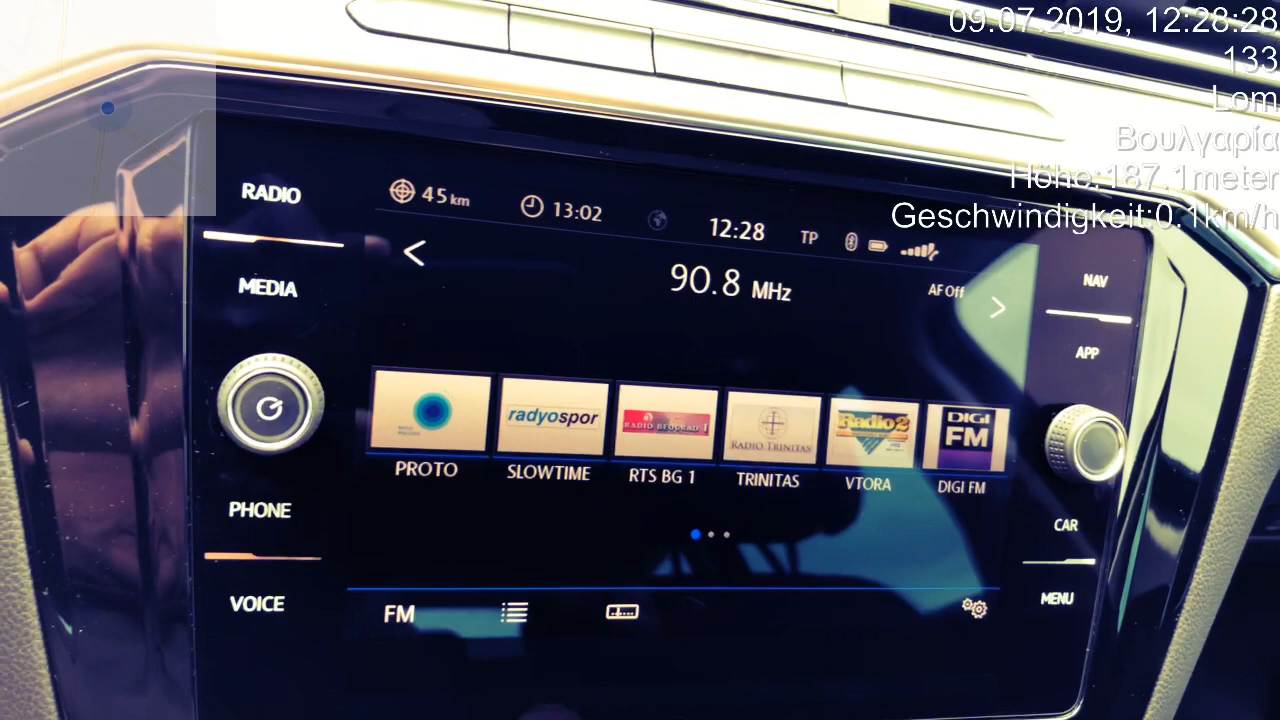 09.07.2019, 12:28:28
133
Lom
Βουλγαρία
Höhe:187.1meter
Geschwindigkeit:0.1km/h
RADIO
MEDIA
PHONE
VOICE
45 km
13:02
12:28
TP
90.8 MHz
AF Off
radyospor
RADIO BEOGRAD 1
RADIO TRINITAS
Radio 2
DIGI
FM
PROTO
SLOWTIME
RTS BG 1
TRINITAS
VTORA
DIGI FM
FM
NAV
APP
CAR
MENU